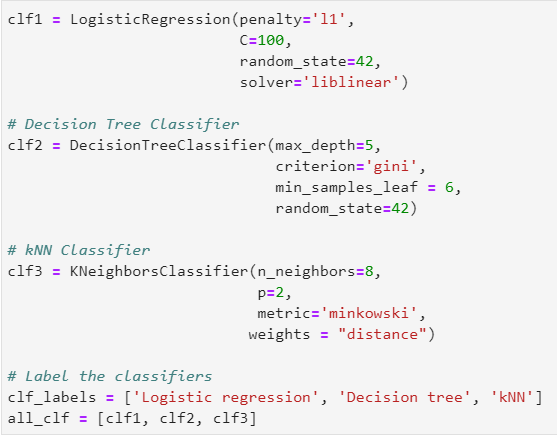 clf1 = LogisticRegression(penalty='l1',
                          C=100,
                          random_state=42,
                          solver='liblinear')

# Decision Tree Classifier
clf2 = DecisionTreeClassifier(max_depth=5,
                              criterion='gini',
                              min_samples_leaf = 6,
                              random_state=42)

# kNN Classifier
clf3 = KNeighborsClassifier(n_neighbors=8,
                            p=2,
                            metric='minkowski',
                           weights = "distance")

# Label the classifiers
clf_labels = ['Logistic regression', 'Decision tree', 'kNN']
all_clf = [clf1, clf2, clf3]